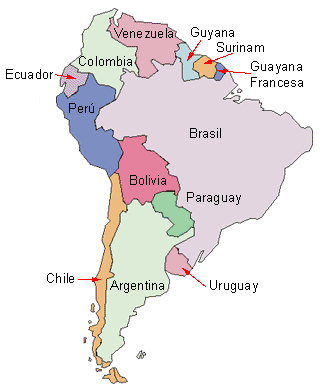 Venezuela
Guyana
Surinam
Colombia
Ecuador
Guayana
Francesa
Perú
Brasil
Bolivia
Paraguay
Chile
Argentina
Uruguay